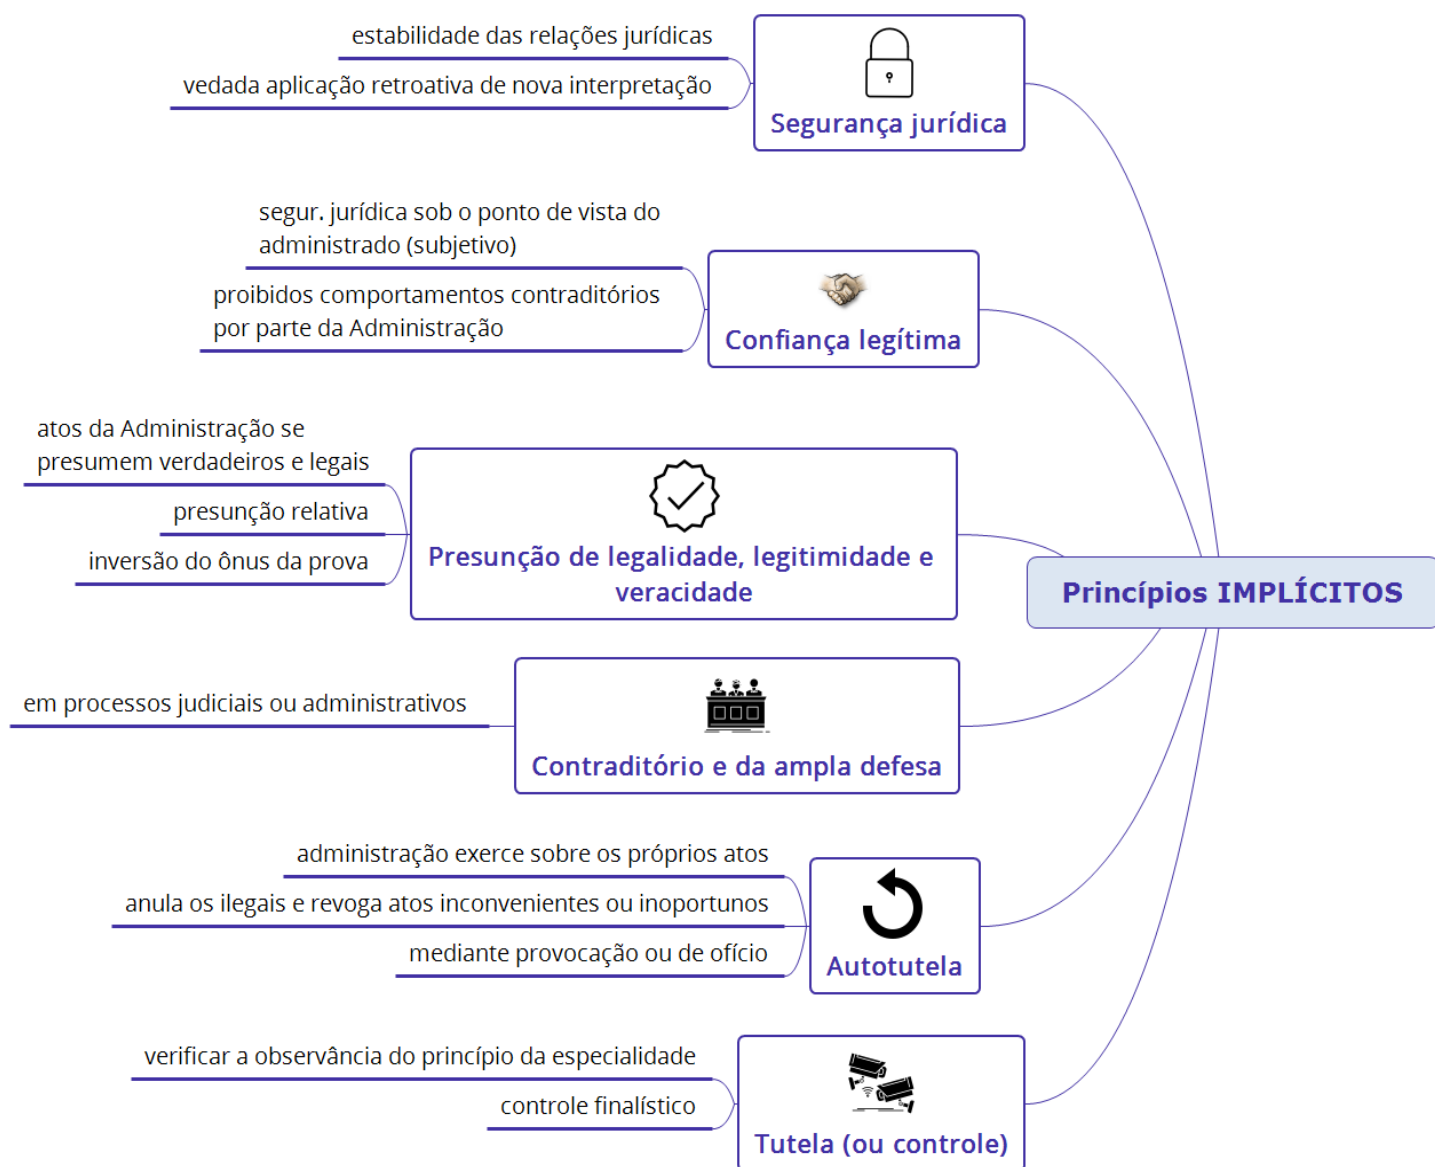 estabilidade das relações jurídicas
vedada aplicação retroativa de nova interpretação
Segurança jurídica
segur. jurídica sob o ponto de vista do
administrado (subjetivo)
proibidos comportamentos contraditórios
por parte da Administração
Confiança legítima
atos da Administração se
presumem verdadeiros e legais
presunção relativa
inversão do ônus da prova
Presunção de legalidade, legitimidade e
veracidade
Princípios IMPLÍCITOS
em processos judiciais ou administrativos
Contraditório e da ampla defesa
administração exerce sobre os próprios atos
anula os ilegais e revoga atos inconvenientes ou inoportunos
mediante provocação ou de ofício
Autotutela
verificar a observância do princípio da especialidade
controle finalístico
Tutela (ou controle)